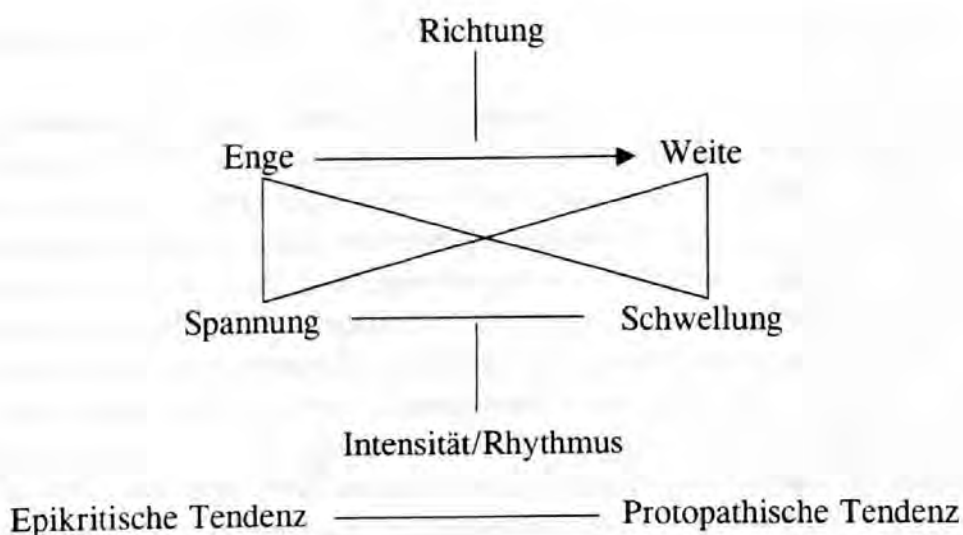 Richtung
Enge Weite
Spannung Schwellung
Intensität/Rhythmus
Epikritische Tendenz Protopathische Tendenz